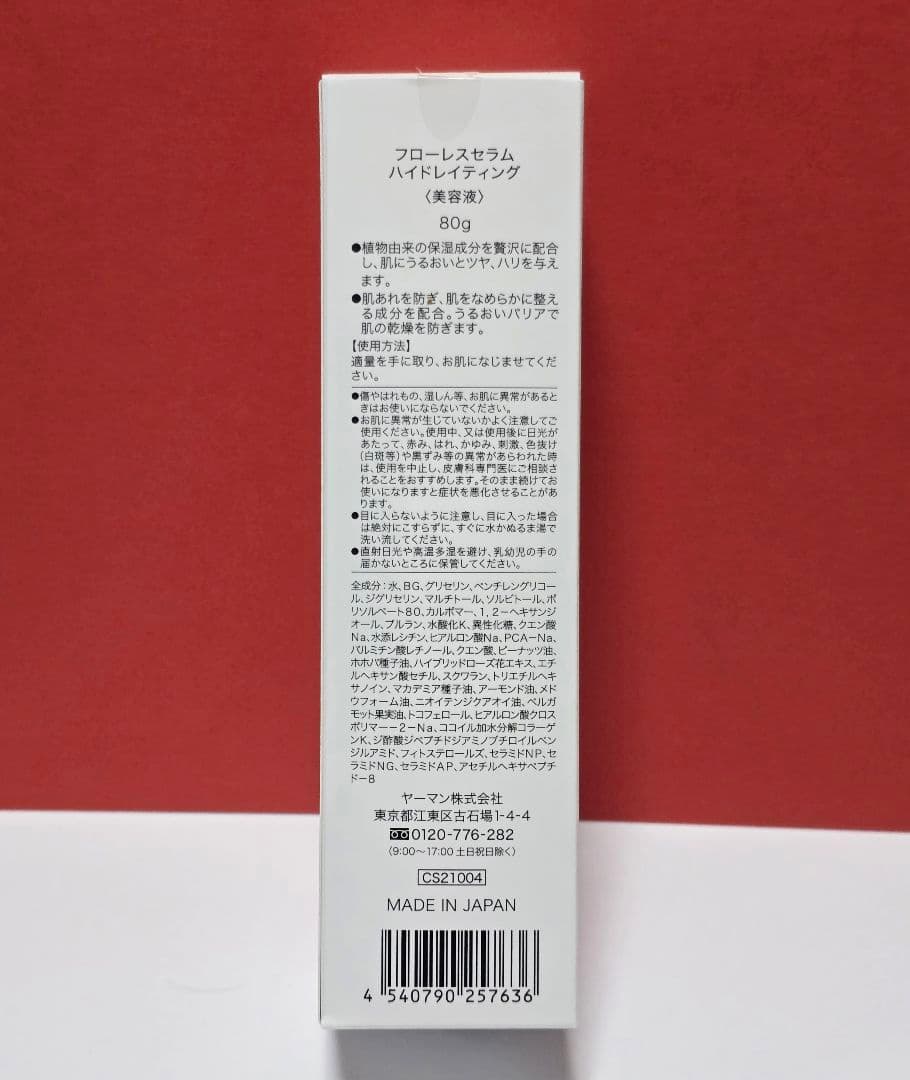 フローレスセラム
ハイドレイティング
〈美容液〉
80g
●植物由来の保湿成分を贅沢に配合
し、肌にうるおいとツヤ、ハリを与え
ます。
●肌あれを防ぎ、肌をなめらかに整え
る成分を配合。うるおいバリアで
肌の乾燥を防ぎます。
【使用方法】
適量を手に取り、お肌になじませてくだ
さい。
●傷やはれもの、湿しん等、お肌に異常があると
きはお使いにならないでください。
●お肌に異常が生じていないかよく注意してご
使用ください。使用中、又は使用後に日光が
あたって、赤み、はれ、かゆみ、刺激、色抜け
(白斑等)や黒ずみ等の異常があらわれた時
は、使用を中止し、皮膚科専門医にご相談さ
れることをおすすめします。そのまま続けてお
使いになりますと症状を悪化させることがあ
ります。
●目に入らないように注意し、目に入った場合
は絶対にこすらずに、すぐに水かぬるま湯で
洗い流してください。
●直射日光や高温多湿を避け、乳幼児の手の
届かないところに保管してください。
全成分：水、BG、グリセリン、ペンチレングリコー
ル、ジグリセリン、マルチトール、ソルビトール、ポ
リソルベート80、カルボマー、1，2－ヘキサンジ
オール、プルラン、水酸化K、異性化糖、クエン酸
Na、水添レシチン、ヒアルロン酸Na、PCA－Na、
パルミチン酸レチノール、クエン酸、ピーナッツ油、
ホホバ種子油、ハイブリッドローズ花エキス、エチ
ルヘキサン酸セチル、スクワラン、トリエチルヘキ
サノイン、マカデミア種子油、アーモンド油、メド
ウフォーム油、ニオイテンジクアオイ油、ベルガ
モット果実油、トコフェロール、ヒアルロン酸クロス
ポリマー－2－Na、ココイル加水分解コラーゲ
ンK、ジ酢酸ジペプチドジアミノブチロイルベン
ジルアミド、フィトステロールズ、セラミドNP、セ
ラミドNG、セラミドAP、アセチルヘキサペプチ
ド－8
ヤーマン株式会社
東京都江東区古石場1-4-4
0120-776-282
(9:00～17:00 土日祝日除く)
CS21004
MADE IN JAPAN
4 540790 257636